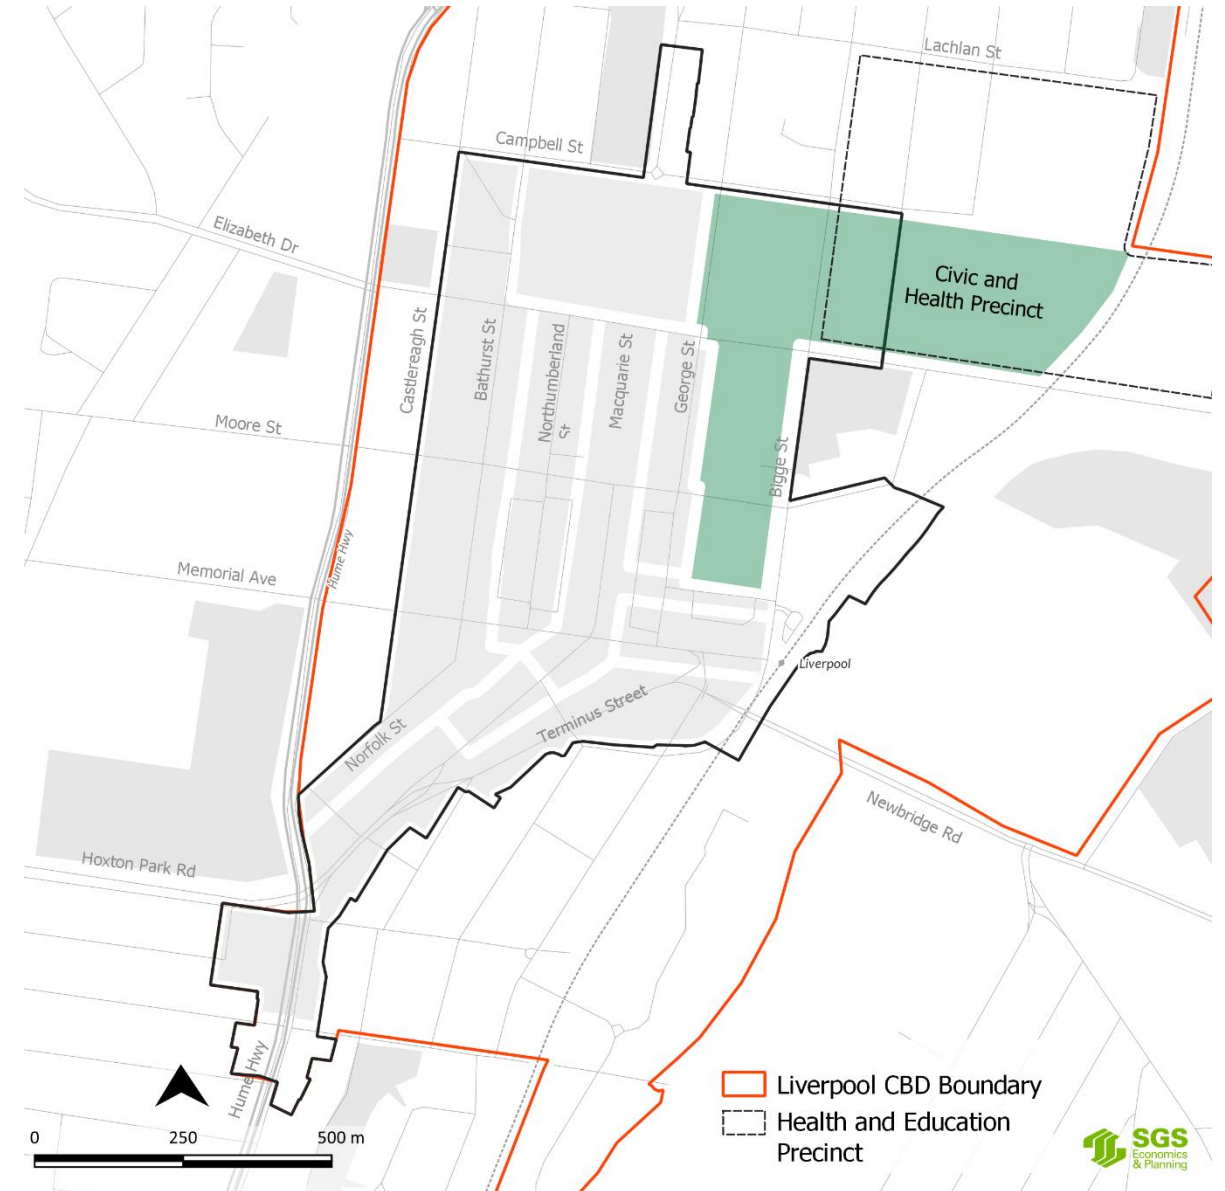 Lachlan St
Campbell St
Elizabeth Dr
Civic and
Health Precinct
Castlereagh St
Bathurst St
Northumberland
St
Macquarie St
George St
Bigge St
Moore St
Hume Hwy
Memorial Ave
Liverpool
Terminus Street
Norfolk St
Newbridge Rd
Hoxton Park Rd
Hume Hwy
0 250 500 m
Liverpool CBD Boundary
Health and Education
Precinct
SGS
Economics
& Planning